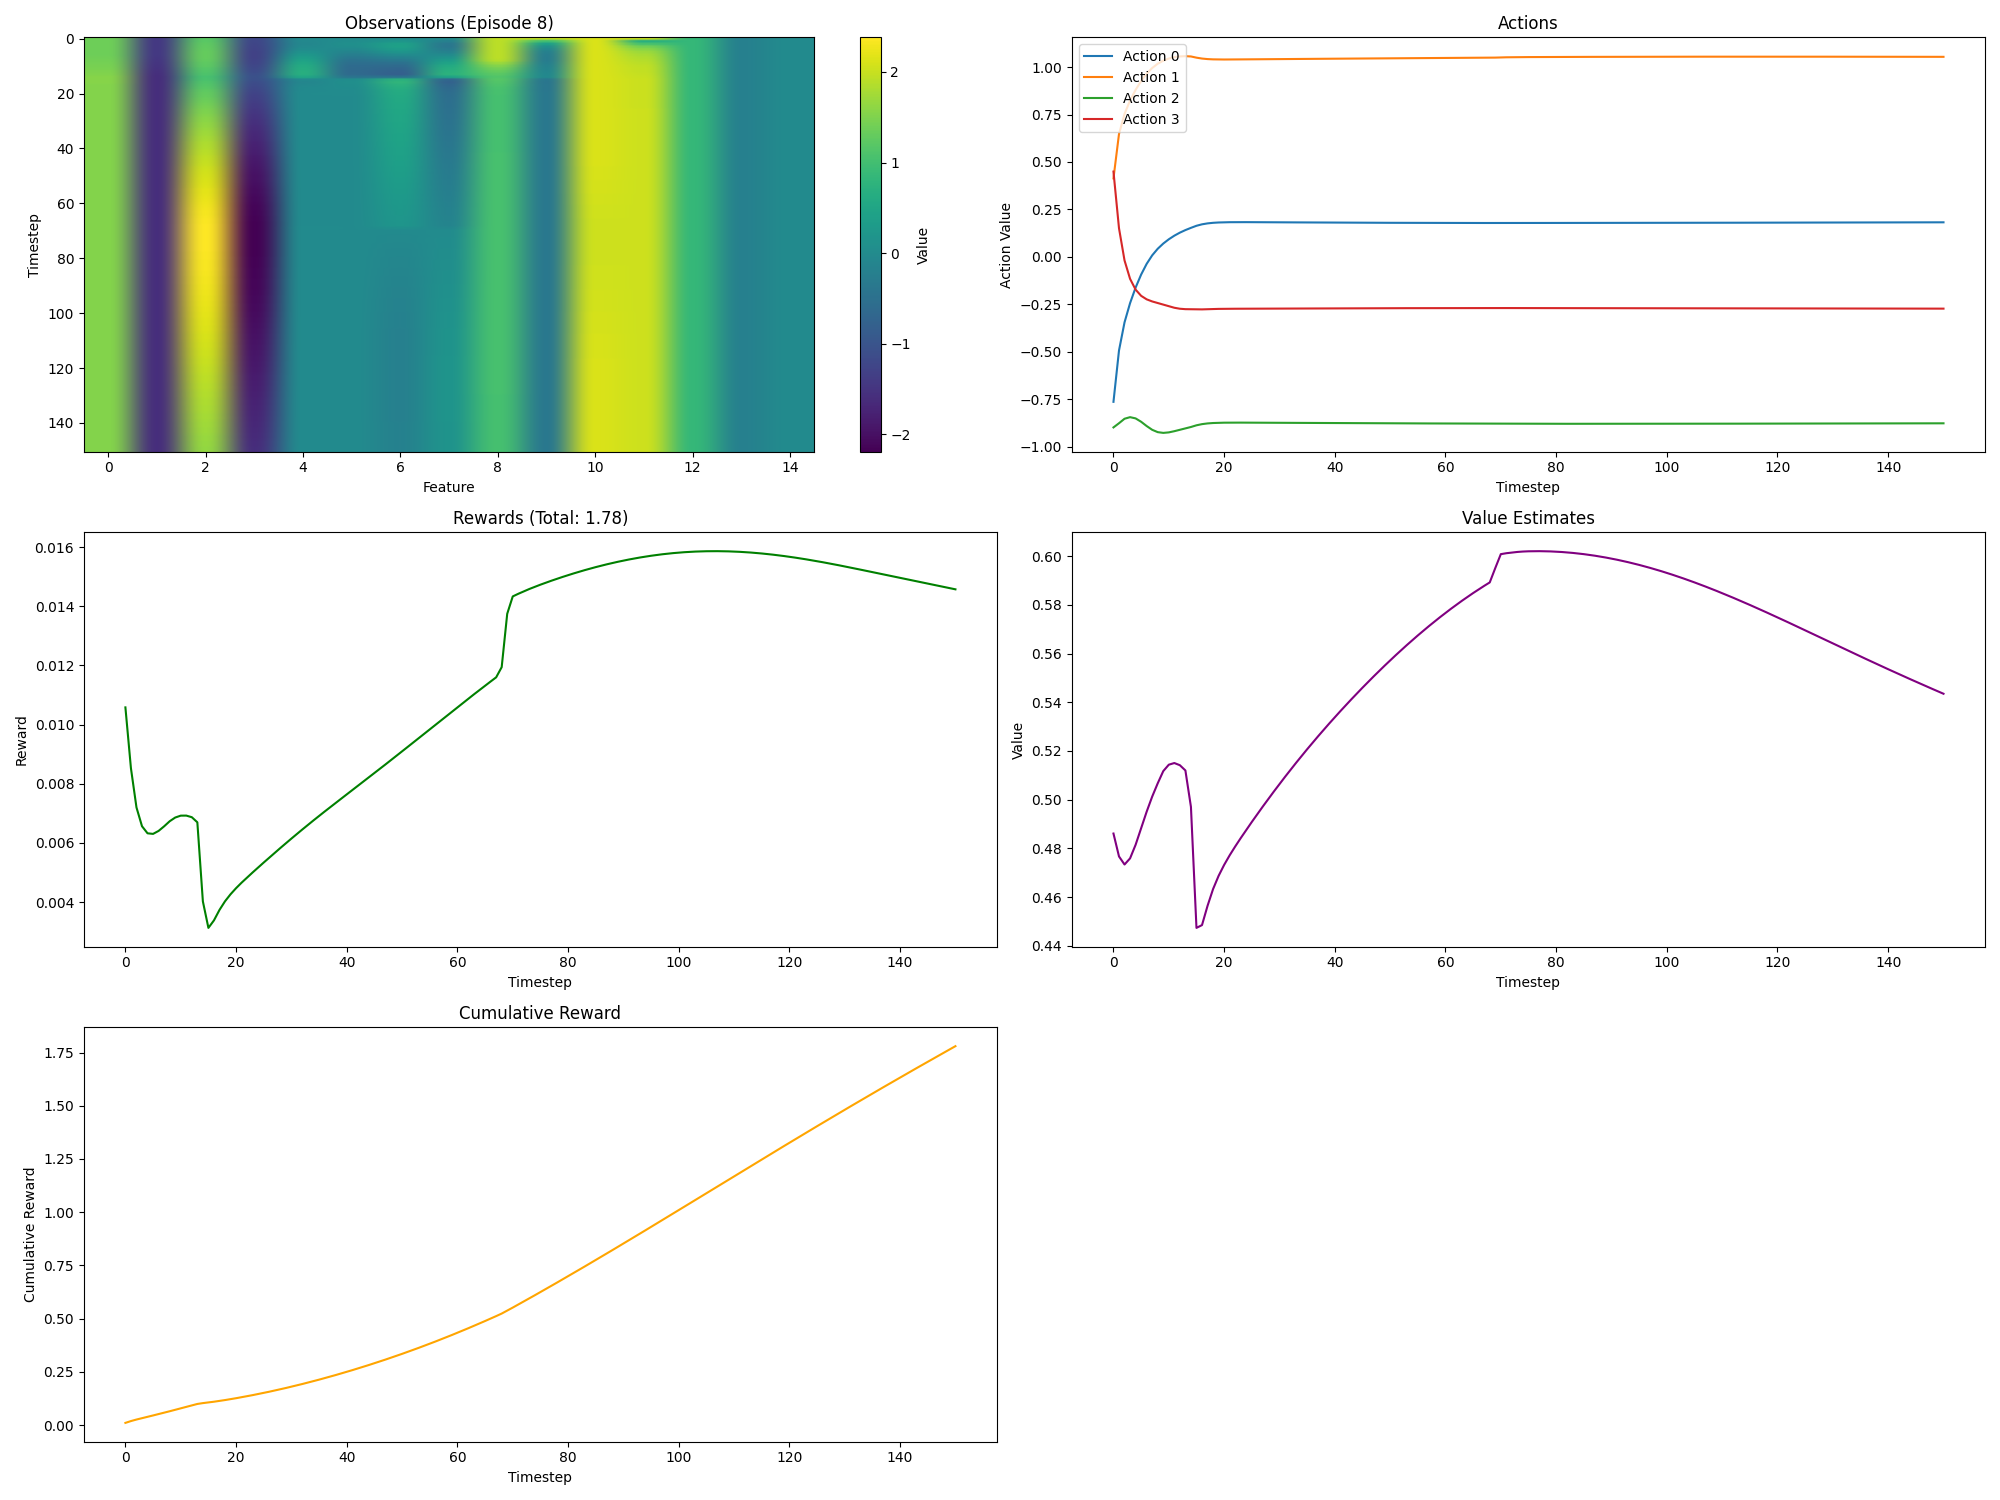 Observations (Episode 8)
0
20
40
60
80
100
120
140
Timestep
0 2 4 6 8 10 12 14
Feature
2
1
0
−1
−2
Value
Actions
Action 0
Action 1
Action 2
Action 3
1.00
0.75
0.50
0.25
0.00
−0.25
−0.50
−0.75
−1.00
Action Value
0 20 40 60 80 100 120 140
Timestep
Rewards (Total: 1.78)
0.016
0.014
0.012
0.010
0.008
0.006
0.004
Reward
0 20 40 60 80 100 120 140
Timestep
Value Estimates
0.60
0.58
0.56
0.54
0.52
0.50
0.48
0.46
0.44
Value
0 20 40 60 80 100 120 140
Timestep
Cumulative Reward
1.75
1.50
1.25
1.00
0.75
0.50
0.25
0.00
Cumulative Reward
0 20 40 60 80 100 120 140
Timestep